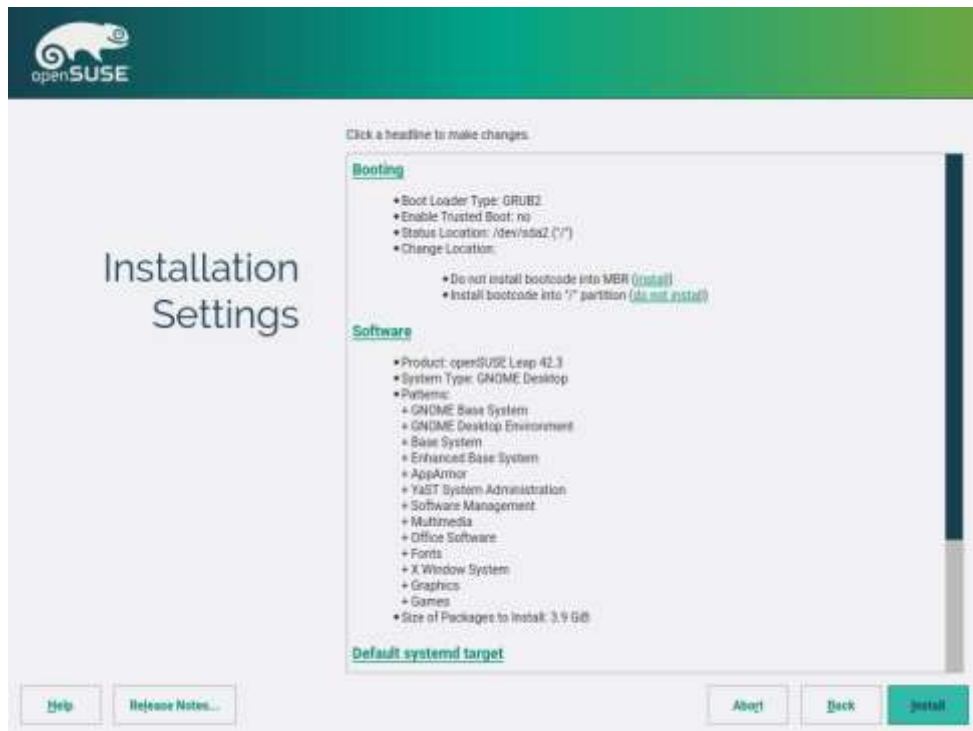 openSUSE
Click a headline to make changes.
Installation
Settings
Booting
Boot Loader Type: GRUB2
Enable Trusted Boot: no
Status Location: /dev/sda2 ("/")
Change Location:
Do not install bootcode into MBR (install)
Install bootcode into "/" partition (do not install)
Software
Product: openSUSE Leap 42.3
System Type: GNOME Desktop
Patterns:
+ GNOME Base System
+ GNOME Desktop Environment
+ Base System
+ Enhanced Base System
+ AppArmor
+ YaST System Administration
+ Software Management
+ Multimedia
+ Office Software
+ Fonts
+ X Window System
+ Graphics
+ Games
Size of Packages to Install: 3.9 GiB
Default systemd target
Help
Release Notes...
Abort
Back
Install